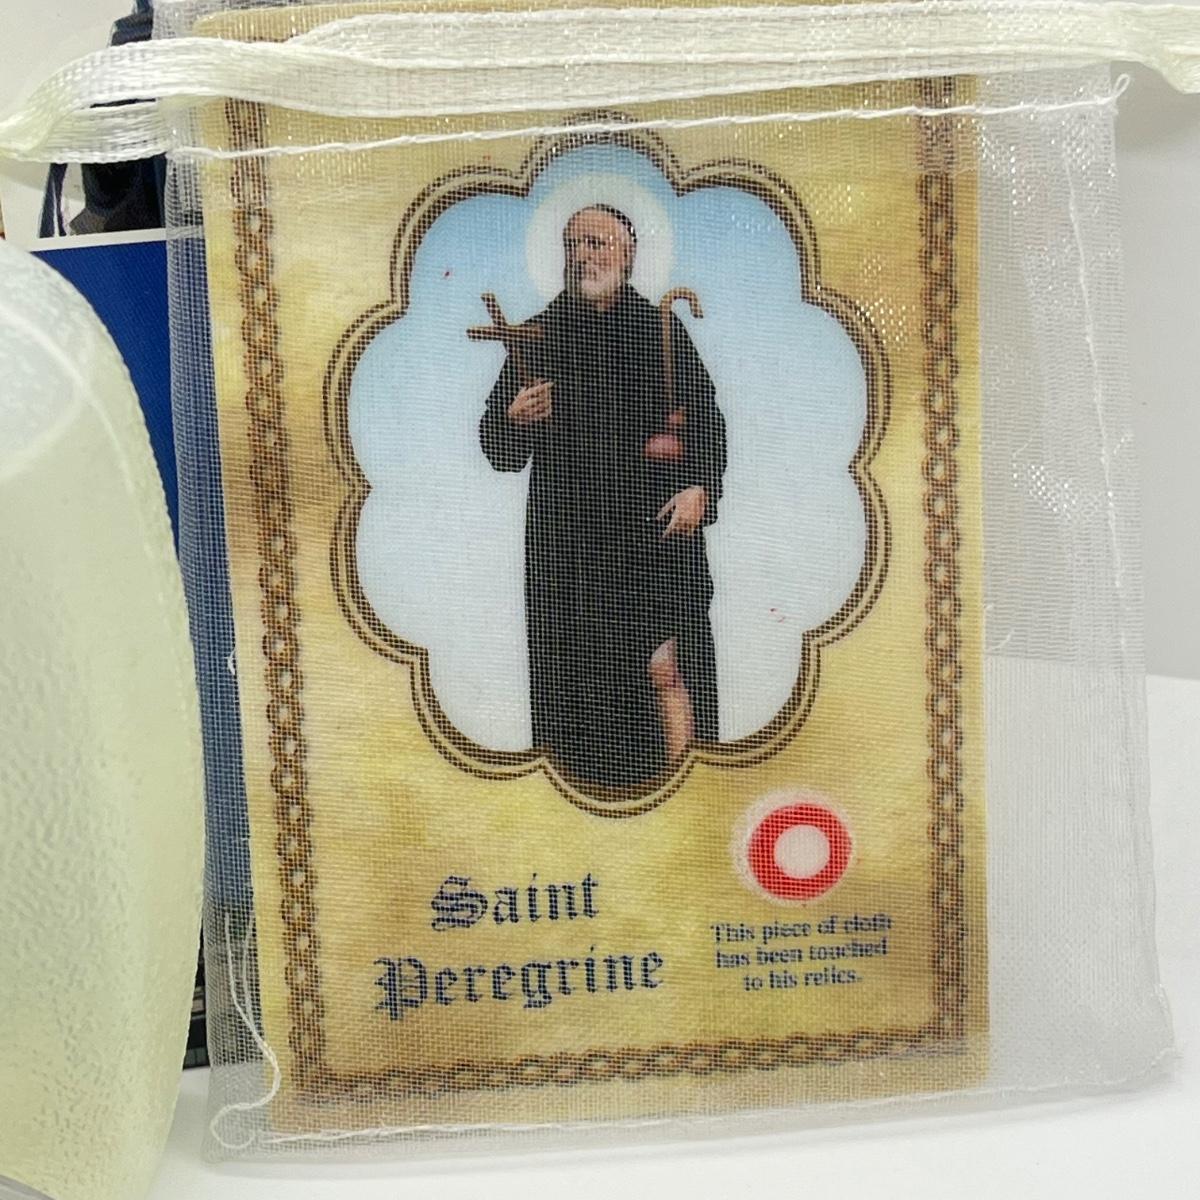 Saint
Peregrine
This piece of cloth
has been touched
to his relics.